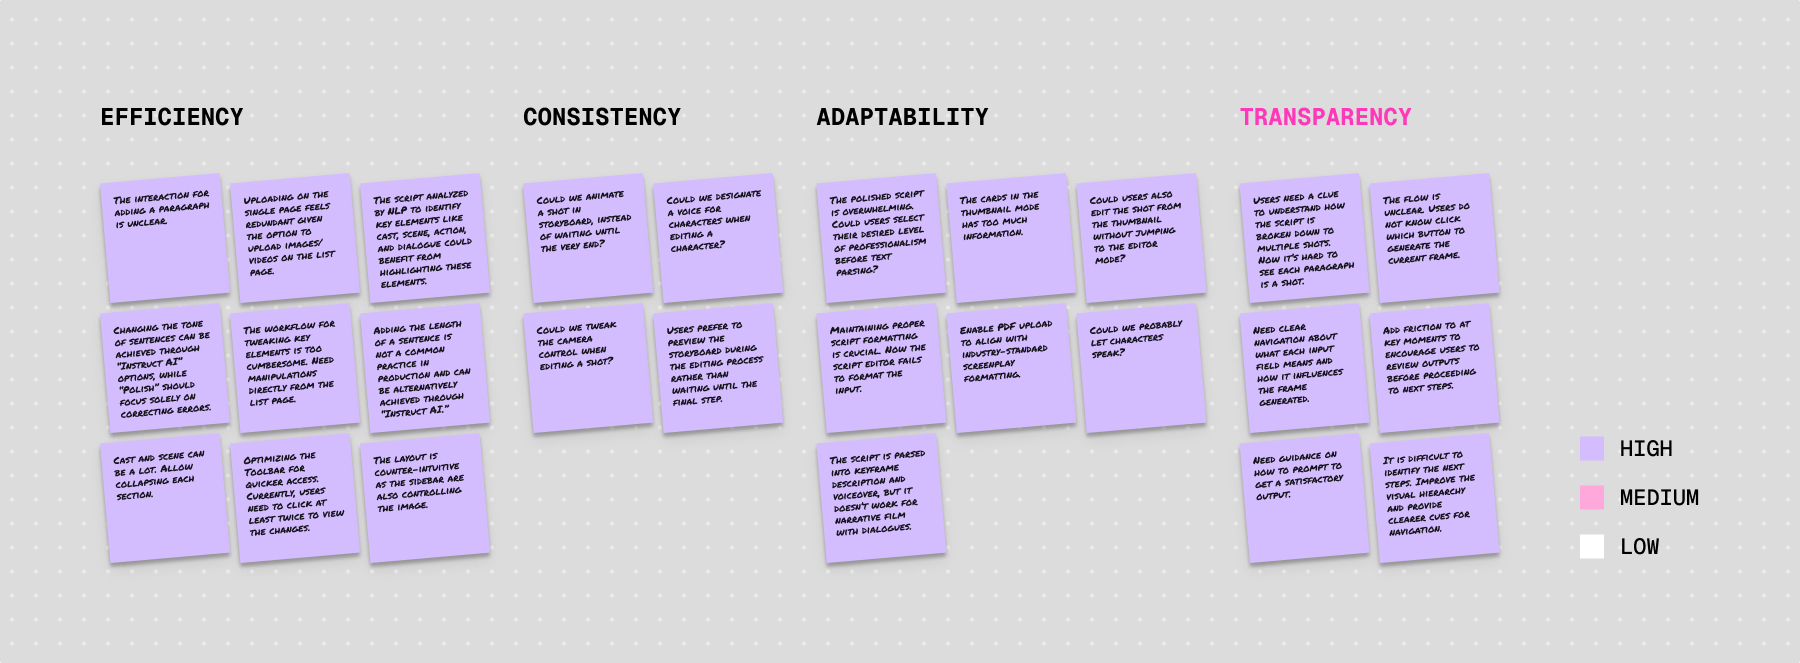 EFFICIENCY
THE INTERACTION FOR
ADDING A PARAGRAPH
IS UNCLEAR.
UPLOADING ON THE
SINGLE PAGE FEELS
REDUNDANT GIVEN
THE OPTION TO
UPLOAD IMAGES/
VIDEOS ON THE LIST
PAGE.
THE SCRIPT ANALYZED
BY NLP TO IDENTIFY
KEY ELEMENTS LIKE
CAST, SCENE, ACTION,
AND DIALOGUE COULD
BENEFIT FROM
HIGHLIGHTING THESE
ELEMENTS.
CHANGING THE TONE
OF SENTENCES CAN BE
ACHIEVED THROUGH
"INSTRUCT AI"
OPTIONS, WHILE
"POLISH" SHOULD
FOCUS SOLELY ON
CORRECTING ERRORS.
THE WORKFLOW FOR
TWEAKING KEY
ELEMENTS IS TOO
CUMBERSOME. NEED
MANIPULATIONS
DIRECTLY FROM THE
LIST PAGE.
ADDING THE LENGTH
OF A SENTENCE IS
NOT A COMMON
PRACTICE IN
PRODUCTION AND CAN
BE ALTERNATIVELY
ACHIEVED THROUGH
"INSTRUCT AI."
CAST AND SCENE CAN
BE A LOT. ALLOW
COLLAPSING EACH
SECTION.
OPTIMIZING THE
TOOLBAR FOR
QUICKER ACCESS.
CURRENTLY, USERS
NEED TO CLICK AT
LEAST TWICE TO VIEW
THE CHANGES.
THE LAYOUT IS
COUNTER-INTUITIVE
AS THE SIDEBAR ARE
ALSO CONTROLLING
THE IMAGE.
CONSISTENCY
COULD WE ANIMATE
A SHOT IN
STORYBOARD, INSTEAD
OF WAITING UNTIL
THE VERY END?
COULD WE DESIGNATE
A VOICE FOR
CHARACTERS WHEN
EDITING A
CHARACTER?
COULD WE TWEAK
THE CAMERA
CONTROL WHEN
EDITING A SHOT?
USERS PREFER TO
PREVIEW THE
STORYBOARD DURING
THE EDITING PROCESS
RATHER THAN
WAITING UNTIL THE
FINAL STEP.
ADAPTABILITY
THE POLISHED SCRIPT
IS OVERWHELMING.
COULD USERS SELECT
THEIR DESIRED LEVEL
OF PROFESSIONALISM
BEFORE TEXT
PARSING?
THE CARDS IN THE
THUMBNAIL MODE
HAS TOO MUCH
INFORMATION.
COULD USERS ALSO
EDIT THE SHOT FROM
THE THUMBNAIL
WITHOUT JUMPING
TO THE EDITOR
MODE?
MAINTAINING PROPER
SCRIPT FORMATTING
IS CRUCIAL. NOW THE
SCRIPT EDITOR FAILS
TO FORMAT THE
INPUT.
ENABLE PDF UPLOAD
TO ALIGN WITH
INDUSTRY-STANDARD
SCREENPLAY
FORMATTING.
COULD WE PROBABLY
LET CHARACTERS
SPEAK?
THE SCRIPT IS PARSED
INTO KEYFRAME
DESCRIPTION AND
VOICEOVER, BUT IT
DOESN'T WORK FOR
NARRATIVE FILM
WITH DIALOGUES.
TRANSPARENCY
USERS NEED A CLUE
TO UNDERSTAND HOW
THE SCRIPT IS
BROKEN DOWN TO
MULTIPLE SHOTS.
NOW IT'S HARD TO
SEE EACH PARAGRAPH
IS A SHOT.
THE FLOW IS
UNCLEAR. USERS DO
NOT KNOW CLICK
WHICH BUTTON TO
GENERATE THE
CURRENT FRAME.
NEED CLEAR
NAVIGATION ABOUT
WHAT EACH INPUT
FIELD MEANS AND
HOW IT INFLUENCES
THE FRAME
GENERATED.
ADD FRICTION TO AT
KEY MOMENTS TO
ENCOURAGE USERS TO
REVIEW OUTPUTS
BEFORE PROCEEDING
TO NEXT STEPS.
NEED GUIDANCE ON
HOW TO PROMPT TO
GET A SATISFACTORY
OUTPUT.
IT IS DIFFICULT TO
IDENTIFY THE NEXT
STEPS. IMPROVE THE
VISUAL HIERARCHY
AND PROVIDE
CLEARER CUES FOR
NAVIGATION.
HIGH
MEDIUM
LOW